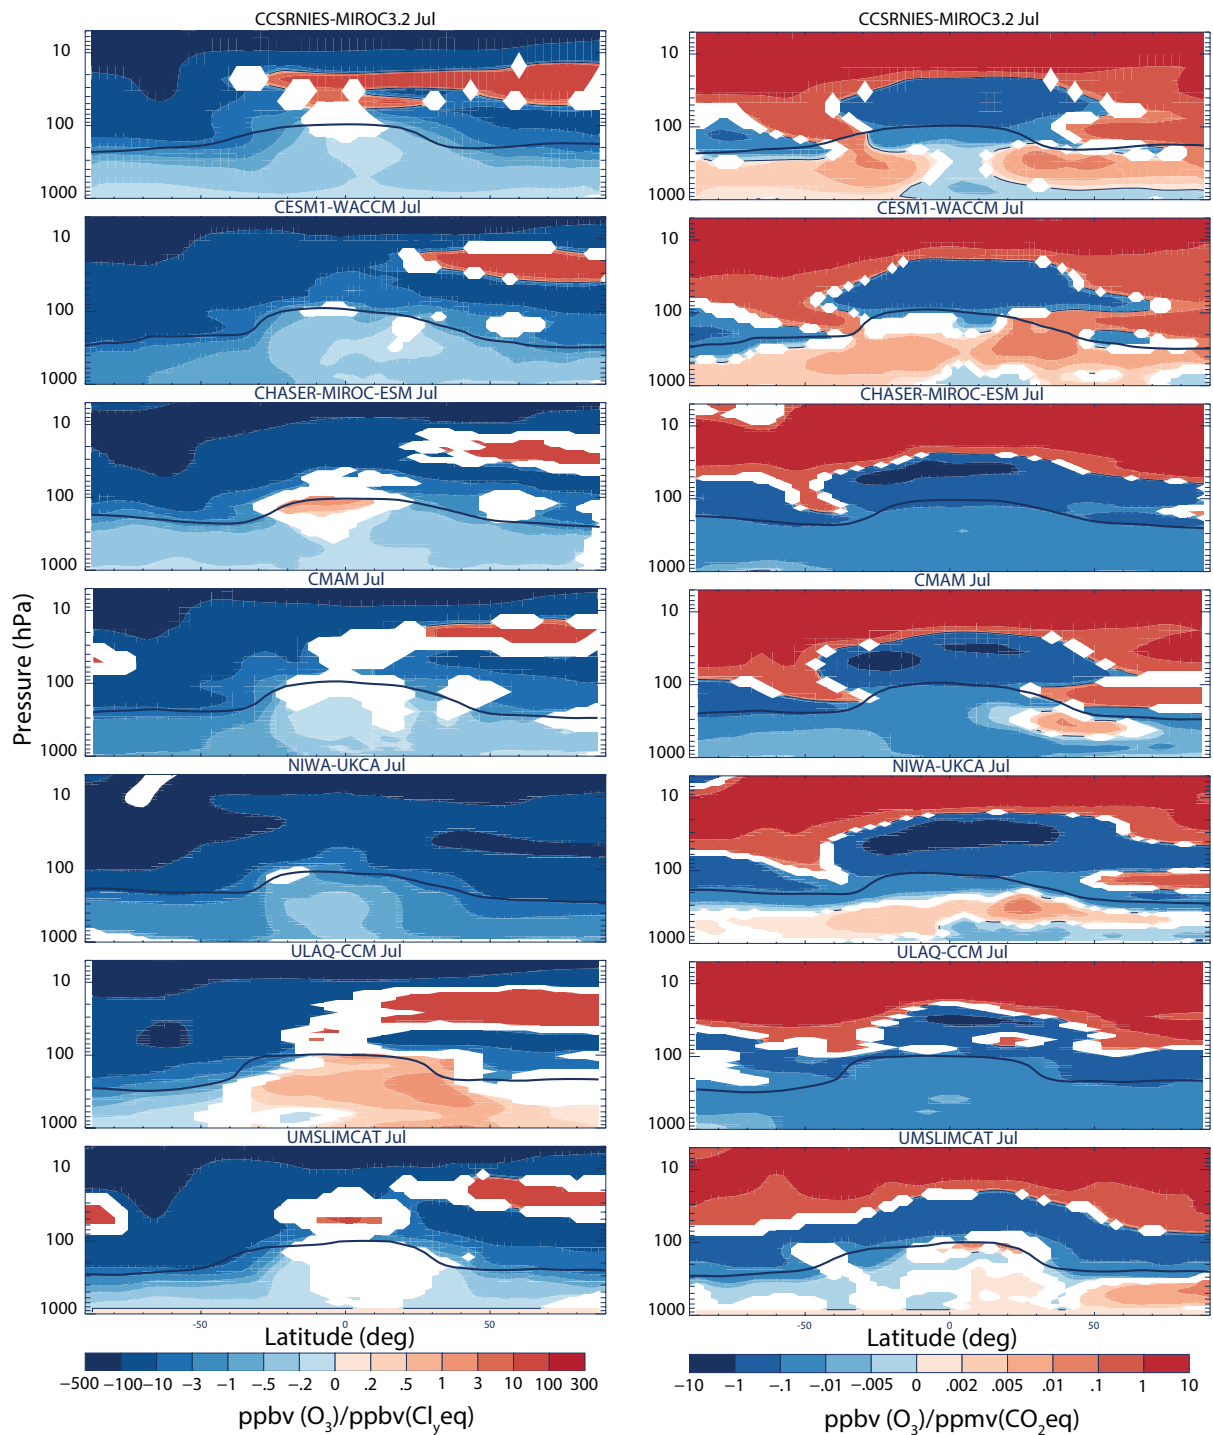 CCSRNIES-MIROC3.2 Jul
CCSRNIES-MIROC3.2 Jul
10
100
1000
10
100
1000
CESM1-WACCM Jul
CESM1-WACCM Jul
10
100
1000
10
100
1000
CHASER-MIROC-ESM Jul
CHASER-MIROC-ESM Jul
10
100
1000
10
100
1000
CMAM Jul
CMAM Jul
10
100
1000
10
100
1000
Pressure (hPa)
NIWA-UKCA Jul
NIWA-UKCA Jul
10
100
1000
10
100
1000
ULAQ-CCM Jul
ULAQ-CCM Jul
10
100
1000
10
100
1000
UMSLIMCAT Jul
UMSLIMCAT Jul
10
100
1000
10
100
1000
-50 0 50
-50 0 50
Latitude (deg)
Latitude (deg)
−500 −100 −10 −3 −1 −.5 −.2 0 .2 .5 1 3 10 100 300
−10 −1 −.1 −.01 −.005 0 .002 .005 .01 .1 1 10
ppbv (O3)/ppbv(Clyeq)
ppbv (O3)/ppmv(CO2eq)